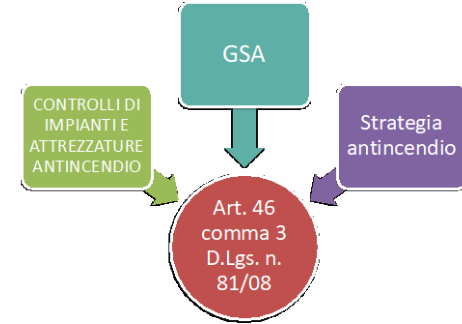 GSA
CONTROLLI DI
IMPIANTI E
ATTREZZATURE
ANTINCENDIO
Strategia
antincendio
Art. 46
comma 3
D.Lgs. n.
81/08